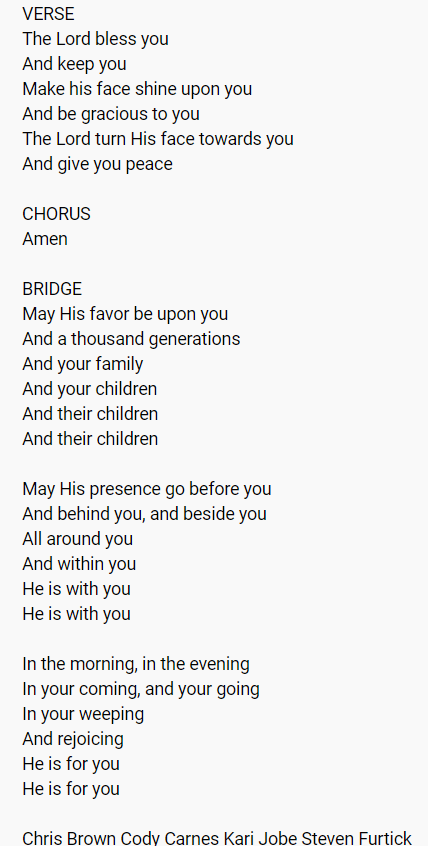 VERSE
The Lord bless you
And keep you
Make his face shine upon you
And be gracious to you
The Lord turn His face towards you
And give you peace
CHORUS
Amen
BRIDGE
May His favor be upon you
And a thousand generations
And your family
And your children
And their children
And their children
May His presence go before you
And behind you, and beside you
All around you
And within you
He is with you
He is with you
In the morning, in the evening
In your coming, and your going
In your weeping
And rejoicing
He is for you
He is for you
Chris Brown Cody Carnes Kari Jobe Steven Furtick